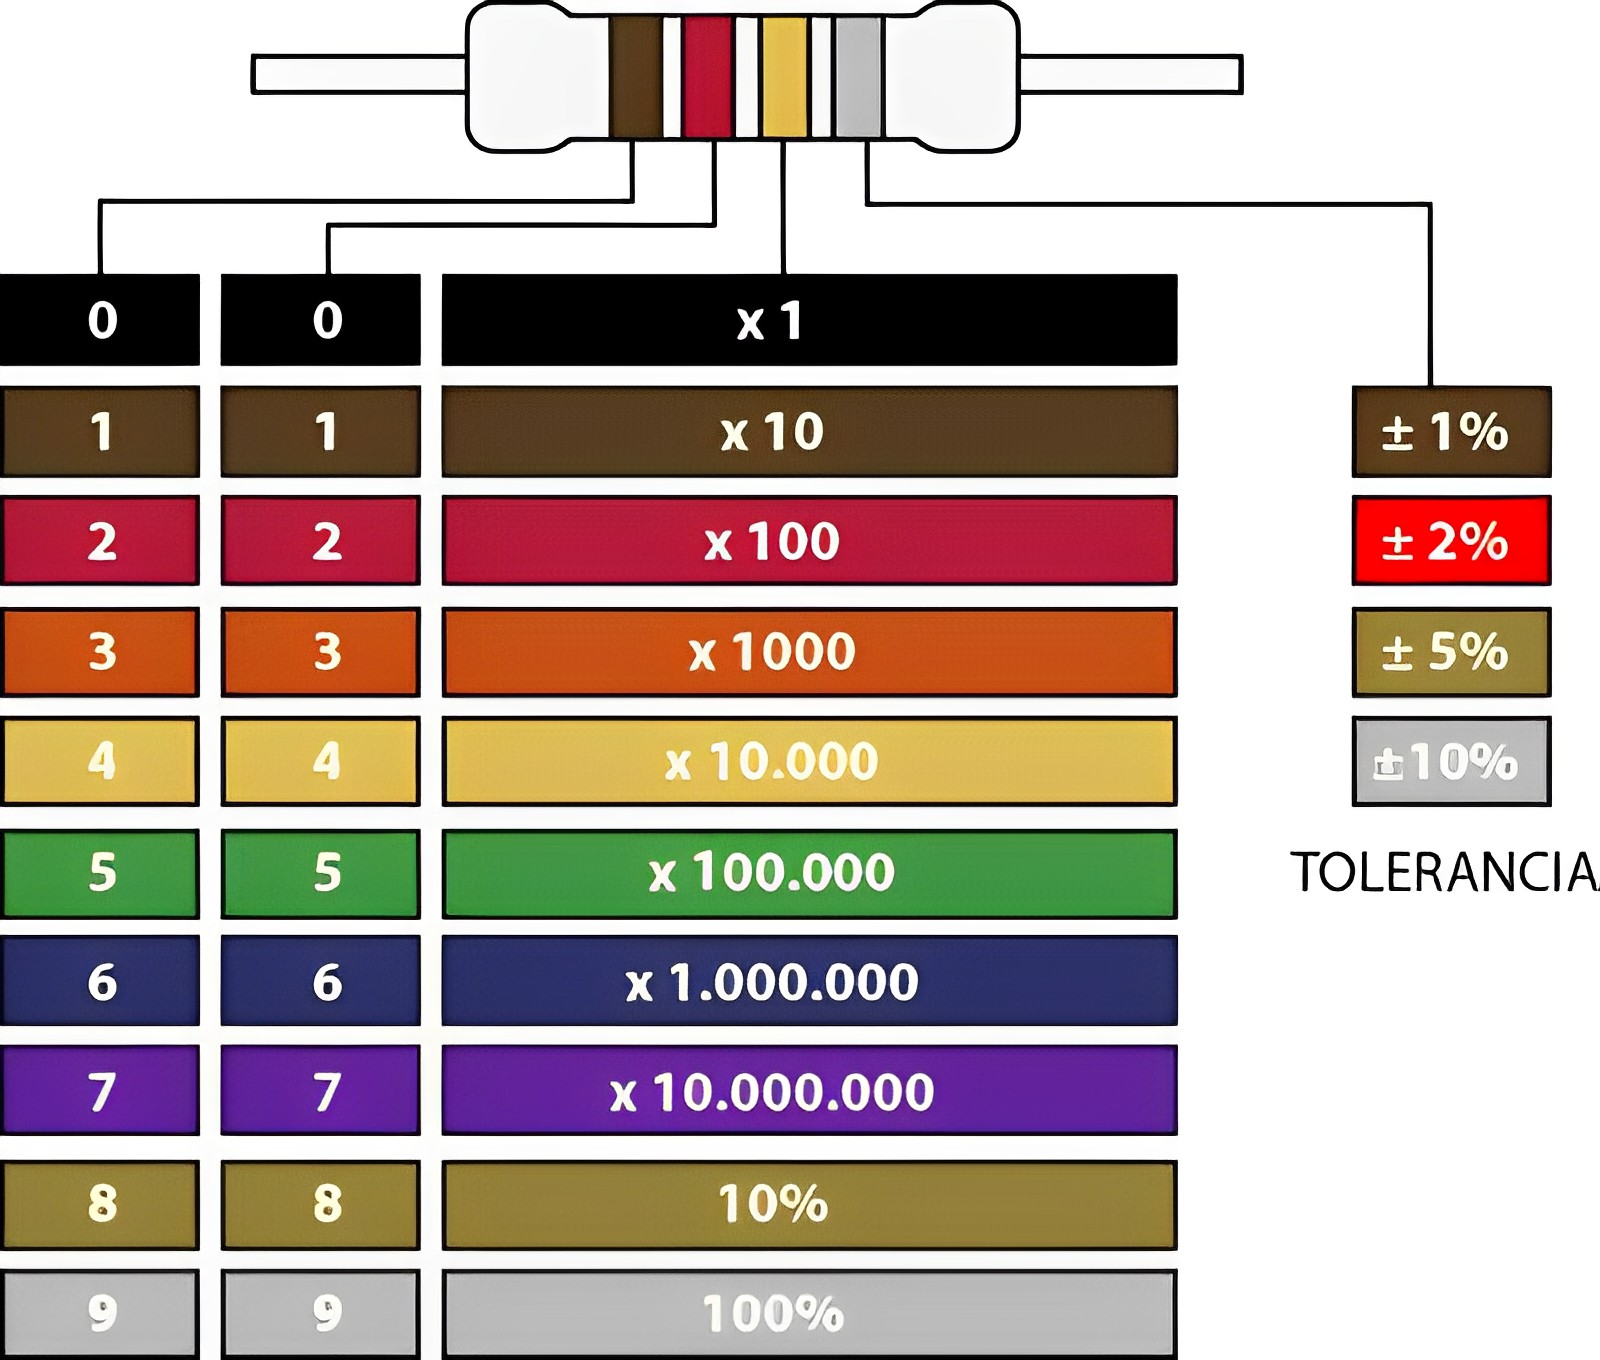 0 0 x 1
1 1 x 10 ± 1%
2 2 x 100 ± 2%
3 3 x 1000 ± 5%
4 4 x 10.000 ±10%
5 5 x 100.000 TOLERANCIA
6 6 x 1.000.000
7 7 x 10.000.000
8 8 10%
9 9 100%